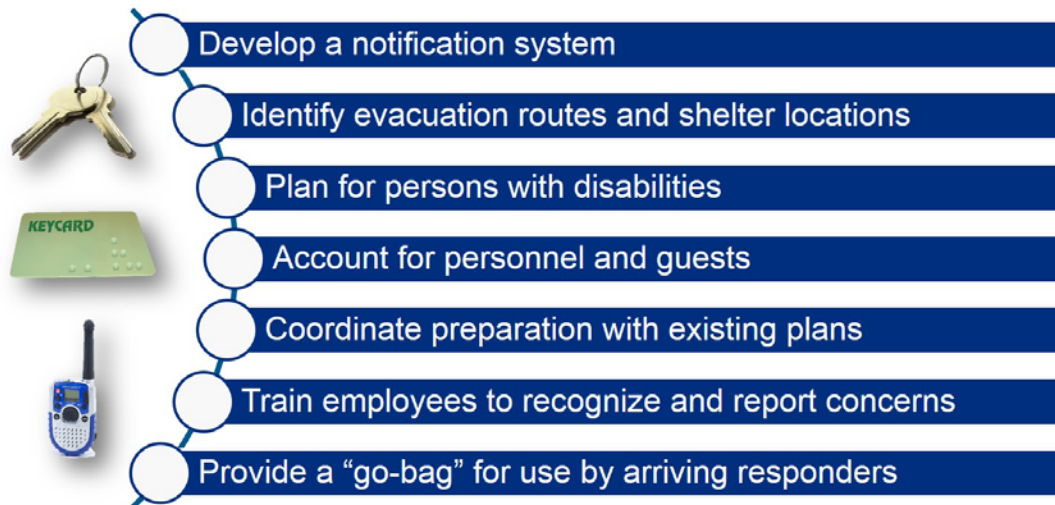 Develop a notification system
Identify evacuation routes and shelter locations
Plan for persons with disabilities
KEYCARD
Account for personnel and guests
Coordinate preparation with existing plans
Train employees to recognize and report concerns
Provide a “go-bag” for use by arriving responders